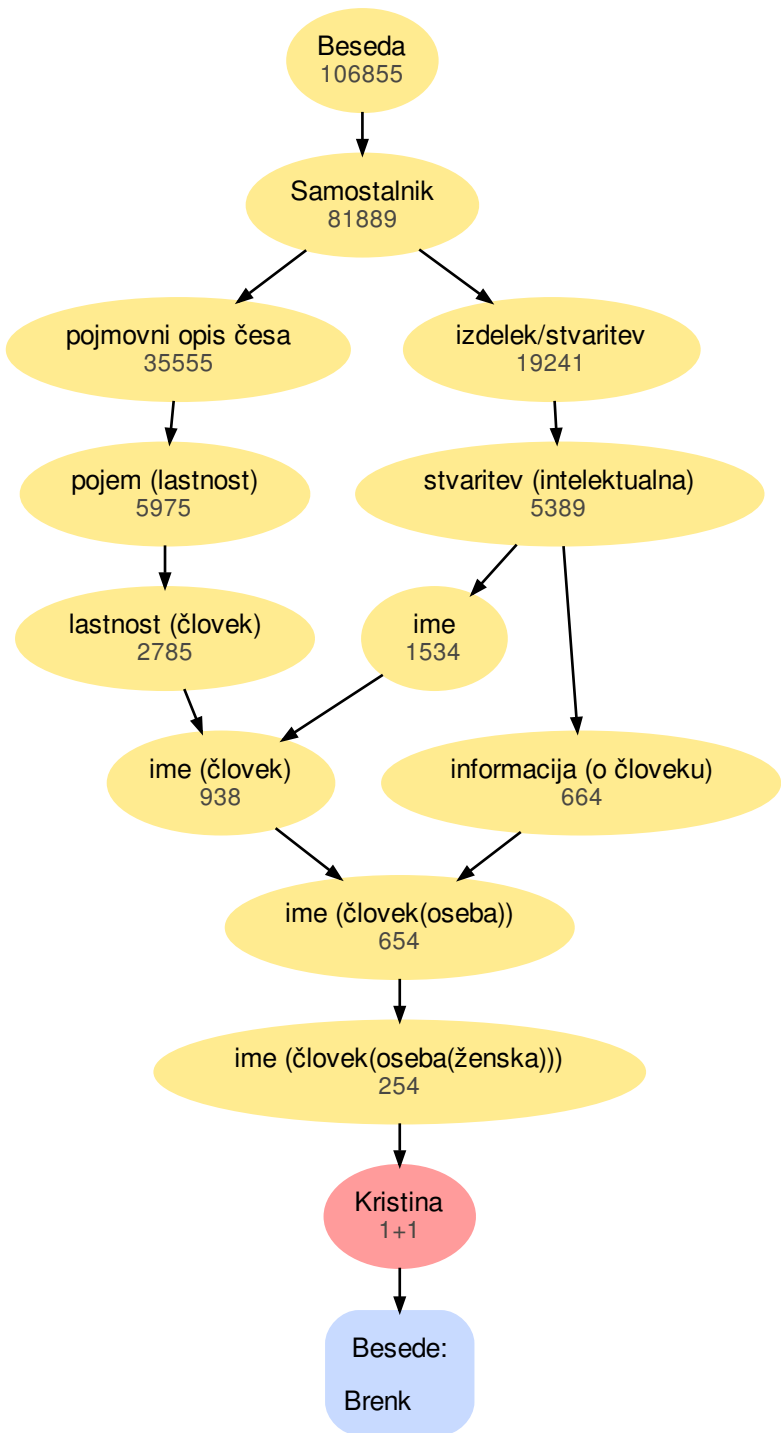 Beseda
106855
Samostalnik
81889
pojmovni opis česa
35555
izdelek/stvaritev
19241
pojem (lastnost)
5975
stvaritev (intelektualna)
5389
lastnost (človek)
2785
ime
1534
ime (človek)
938
informacija (o človeku)
664
ime (človek(oseba))
654
ime (človek(oseba(ženska)))
254
Kristina
1+1
Besede:
Brenk